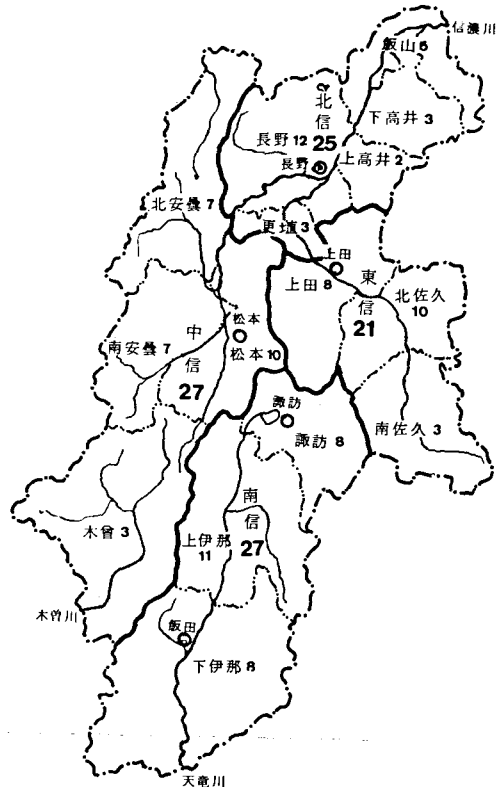 信濃川
飯山 5
北信
25
下高井 3
長野 12
長野
上高井 2
北安曇 7
更埴 3
上田
上田 8
東信
21
北佐久
10
松本
松本 10
中信
27
南安曇 7
南佐久 3
諏訪
諏訪 8
南信
27
木曽 3
上伊那
11
木曽川
飯田
下伊那 8
天竜川